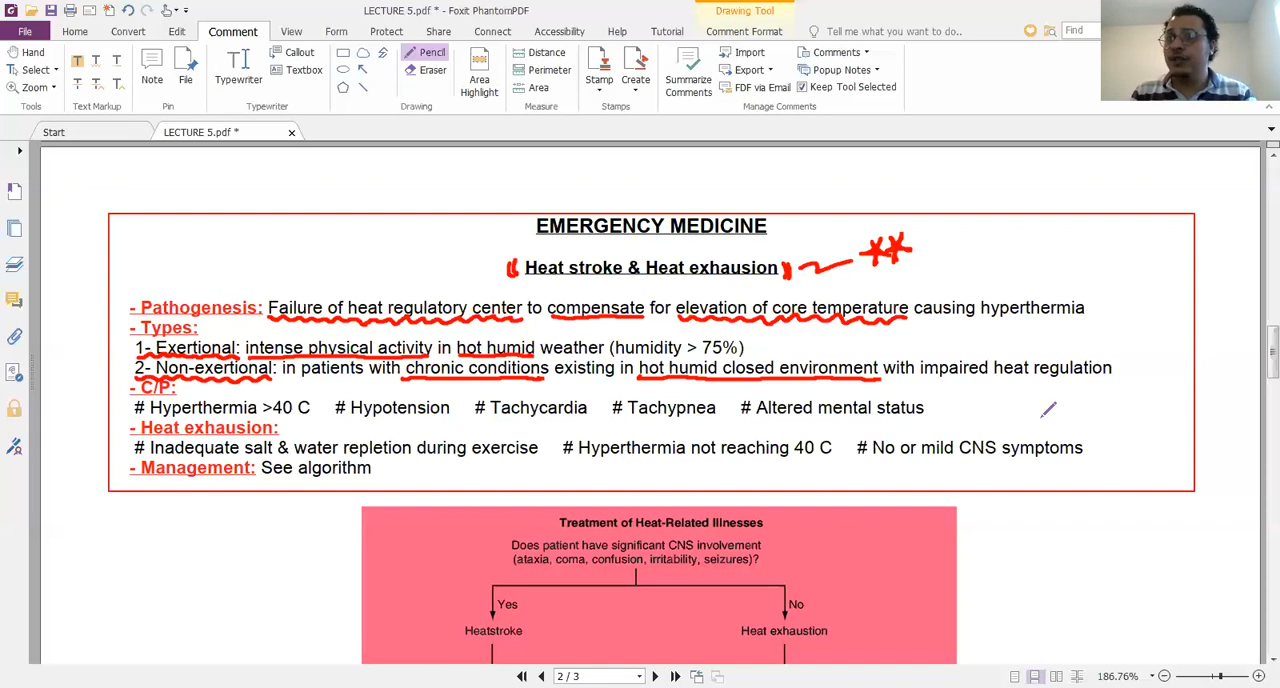 LECTURE 5.pdf * - Foxit PhantomPDF
Drawing Tool
File Home Convert Edit Comment View Form Protect Share Connect Accessibility Help Tutorial Comment Format Tell me what you want to do.. Find
Hand
Select
Zoom
Tools
T T T
T T T
Text Markup
Note
File
Pin
Typewriter
Callout
Textbox
Typewriter
Pencil
Eraser
Drawing
Area Highlight
Distance
Perimeter
Area
Measure
Stamp
Create
Stamps
Summarize Comments
Import
Export
FDF via Email
Comments
Popup Notes
Keep Tool Selected
Manage Comments
Start
LECTURE 5.pdf *
EMERGENCY MEDICINE
Heat stroke & Heat exhausion
- Pathogenesis: Failure of heat regulatory center to compensate for elevation of core temperature causing hyperthermia
- Types:
1- Exertional: intense physical activity in hot humid weather (humidity > 75%)
2- Non-exertional: in patients with chronic conditions existing in hot humid closed environment with impaired heat regulation
- C/P:
# Hyperthermia >40 C # Hypotension # Tachycardia # Tachypnea # Altered mental status
- Heat exhausion:
# Inadequate salt & water repletion during exercise # Hyperthermia not reaching 40 C # No or mild CNS symptoms
- Management: See algorithm
Treatment of Heat-Related Illnesses
Does patient have significant CNS involvement
(ataxia, coma, confusion, irritability, seizures)?
Yes
No
Heatstroke
Heat exhaustion
2 / 3
186.76%